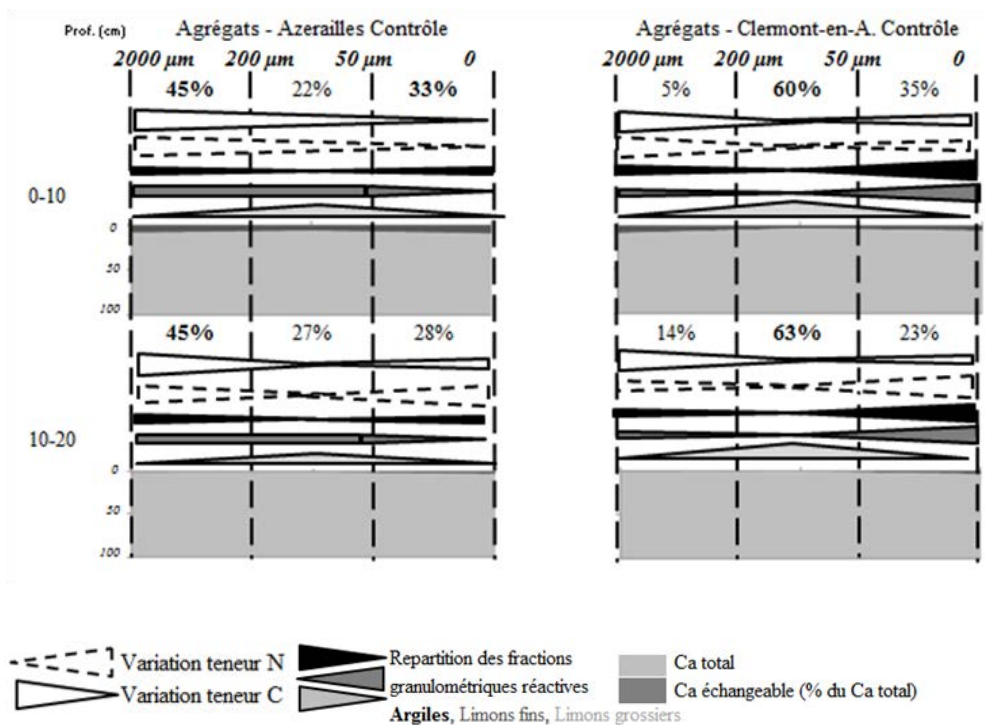 Prof. (cm) Agrégats - Azerailles Contrôle Agrégats - Clermont-en-A. Contrôle
2000 µm 200 µm 50 µm 0 2000 µm 200 µm 50 µm 0
45% 22% 33% 5% 60% 35%
0-10
0
50
100
45% 27% 28% 14% 63% 23%
10-20
0
50
100
Variation teneur N
Variation teneur C
Repartition des fractions
granulométriques réactives
Argiles, Limons fins, Limons grossiers
Ca total
Ca échangeable (% du Ca total)